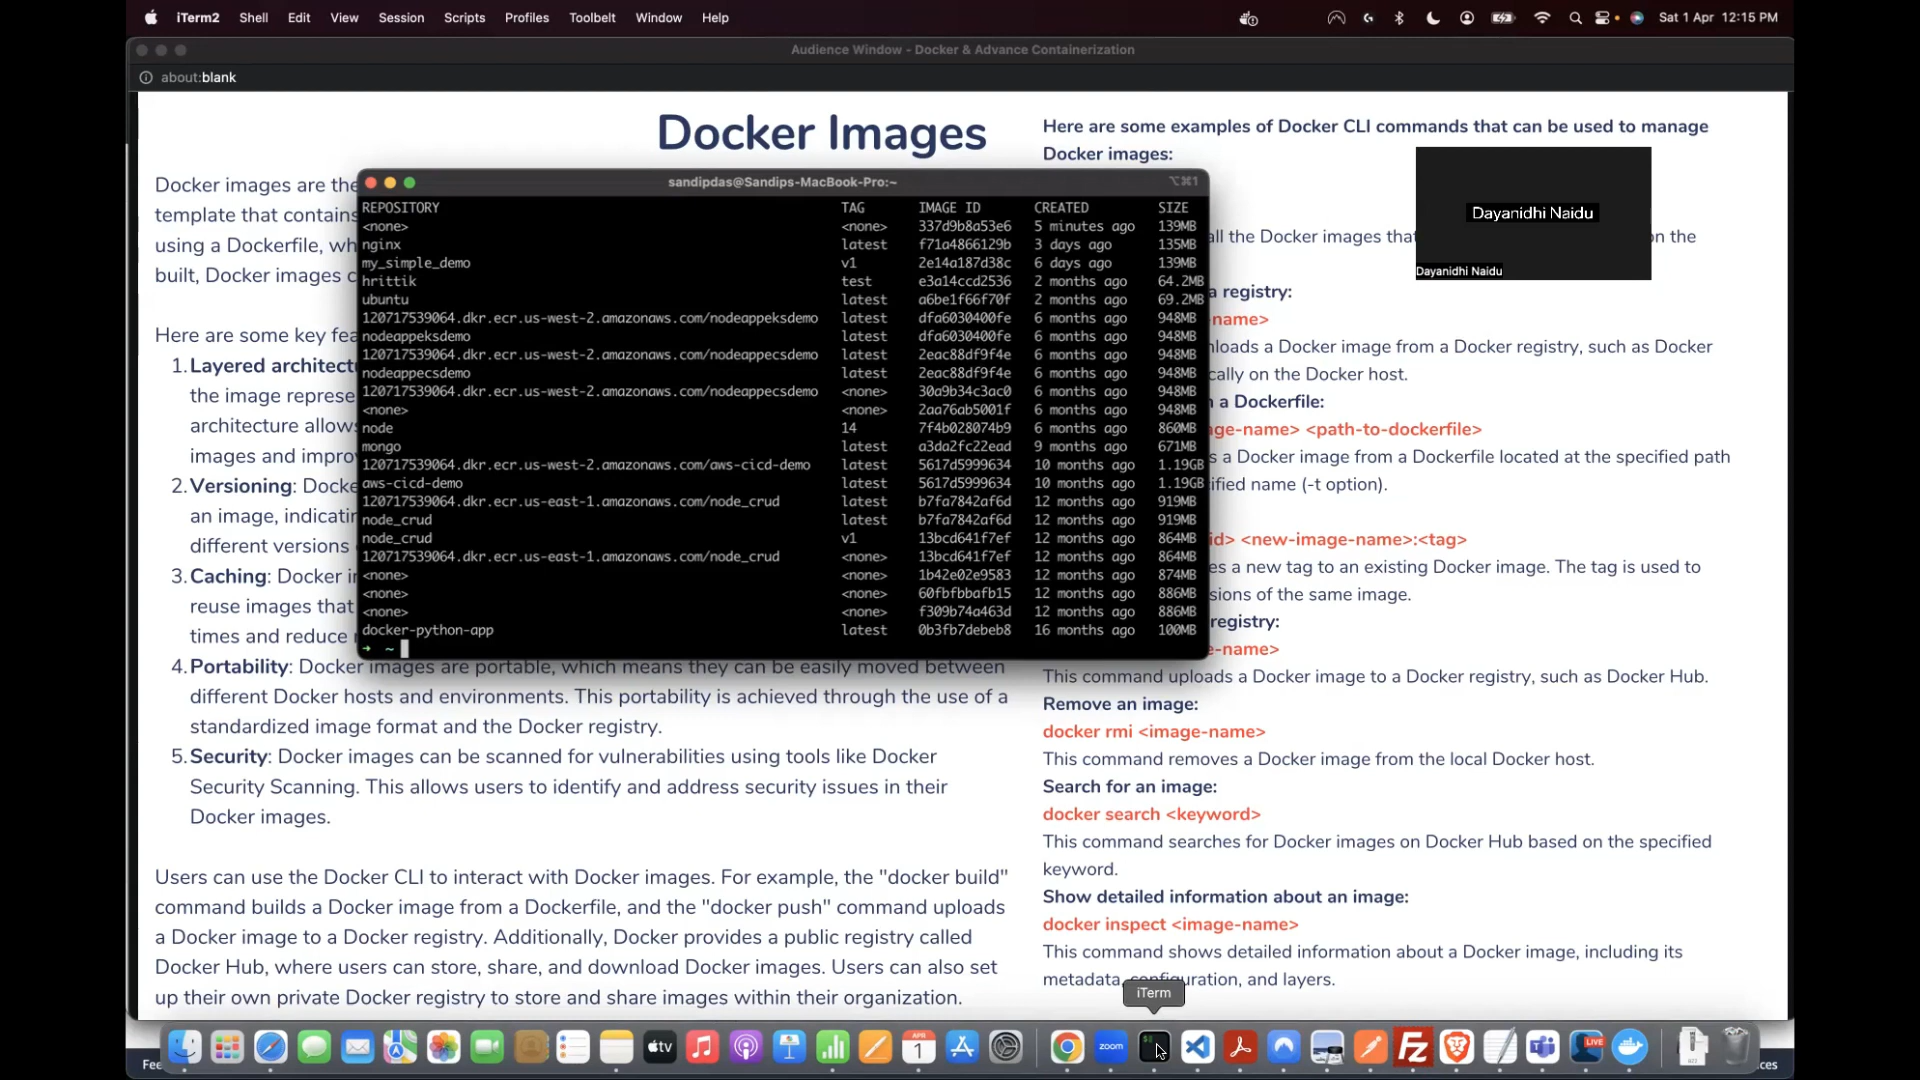 iTerm2 Shell Edit View Session Scripts Profiles Toolbelt Window Help
Sat 1 Apr 12:15 PM
Audience Window - Docker & Advance Containerization
about:blank
Docker Images
Docker images are the
template that contains
using a Dockerfile, wh
built, Docker images c
Here are some key fea
1. Layered architectu
the image represe
architecture allows
images and improv
2. Versioning: Docke
an image, indicatin
different versions o
3. Caching: Docker i
reuse images that
times and reduce n
4. Portability: Docker images are portable, which means they can be easily moved between
different Docker hosts and environments. This portability is achieved through the use of a
standardized image format and the Docker registry.
5. Security: Docker images can be scanned for vulnerabilities using tools like Docker
Security Scanning. This allows users to identify and address security issues in their
Docker images.
Users can use the Docker CLI to interact with Docker images. For example, the "docker build"
command builds a Docker image from a Dockerfile, and the "docker push" command uploads
a Docker image to a Docker registry. Additionally, Docker provides a public registry called
Docker Hub, where users can store, share, and download Docker images. Users can also set
up their own private Docker registry to store and share images within their organization.
sandipdas@Sandips-MacBook-Pro:~
⌥⌘1
REPOSITORY TAG IMAGE ID CREATED SIZE
<none> <none> 337d9b8a53e6 5 minutes ago 139MB
nginx latest f71a4866129b 3 days ago 135MB
my_simple_demo v1 2e14a187d38c 6 days ago 139MB
hrittik test e3a14ccd2536 2 months ago 64.2MB
ubuntu latest a6be1f66f70f 2 months ago 69.2MB
120717539064.dkr.ecr.us-west-2.amazonaws.com/nodeappeksdemo latest dfa6030400fe 6 months ago 948MB
nodeappeksdemo latest dfa6030400fe 6 months ago 948MB
120717539064.dkr.ecr.us-west-2.amazonaws.com/nodeappecsdemo latest 2eac88df9f4e 6 months ago 948MB
nodeappecsdemo latest 2eac88df9f4e 6 months ago 948MB
120717539064.dkr.ecr.us-west-2.amazonaws.com/nodeappecsdemo <none> 30a9b34c3ac0 6 months ago 948MB
<none> <none> 2aa76ab5001f 6 months ago 948MB
node 14 7f4b028074b9 6 months ago 860MB
mongo latest a3da2fc22ead 9 months ago 671MB
120717539064.dkr.ecr.us-west-2.amazonaws.com/aws-cicd-demo latest 5617d5999634 10 months ago 1.19GB
aws-cicd-demo latest 5617d5999634 10 months ago 1.19GB
120717539064.dkr.ecr.us-east-1.amazonaws.com/node_crud latest b7fa7842af6d 12 months ago 919MB
node_crud latest b7fa7842af6d 12 months ago 919MB
node_crud v1 13bcd641f7ef 12 months ago 864MB
120717539064.dkr.ecr.us-east-1.amazonaws.com/node_crud <none> 13bcd641f7ef 12 months ago 864MB
<none> <none> 1b42e02e9583 12 months ago 874MB
<none> <none> 60fbfbbafb15 12 months ago 886MB
<none> <none> f309b74a463d 12 months ago 886MB
docker-python-app latest 0b3fb7debeb8 16 months ago 100MB
➜ ~
Here are some examples of Docker CLI commands that can be used to manage
Docker images:
all the Docker images that
on the
a registry:
-name>
nloads a Docker image from a Docker registry, such as Docker
cally on the Docker host.
n a Dockerfile:
ge-name> <path-to-dockerfile>
s a Docker image from a Dockerfile located at the specified path
cified name (-t option).
id> <new-image-name>:<tag>
es a new tag to an existing Docker image. The tag is used to
sions of the same image.
registry:
e-name>
This command uploads a Docker image to a Docker registry, such as Docker Hub.
Remove an image:
docker rmi <image-name>
This command removes a Docker image from the local Docker host.
Search for an image:
docker search <keyword>
This command searches for Docker images on Docker Hub based on the specified
keyword.
Show detailed information about an image:
docker inspect <image-name>
This command shows detailed information about a Docker image, including its
metadata, configuration, and layers.
Dayanidhi Naidu
Dayanidhi Naidu
iTerm
Fee
tv
APR
1
zoom
LIVE
ces